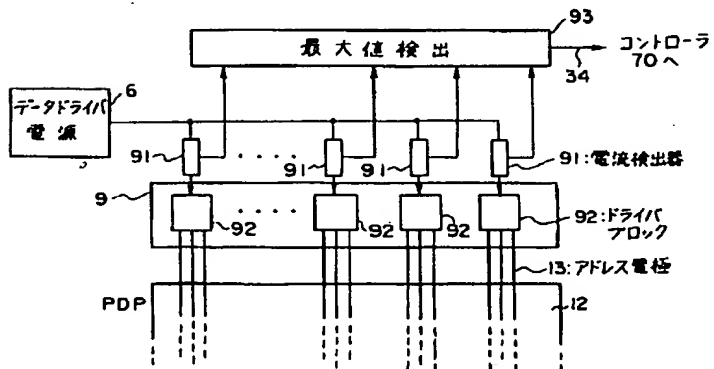 93
最大値検出
コントローラ
70へ
34
6
データドライバ
電源
91
91
91
91:電流検出器
9
92
92
92
92:ドライバ
ブロック
13:アドレス電極
PDP
12